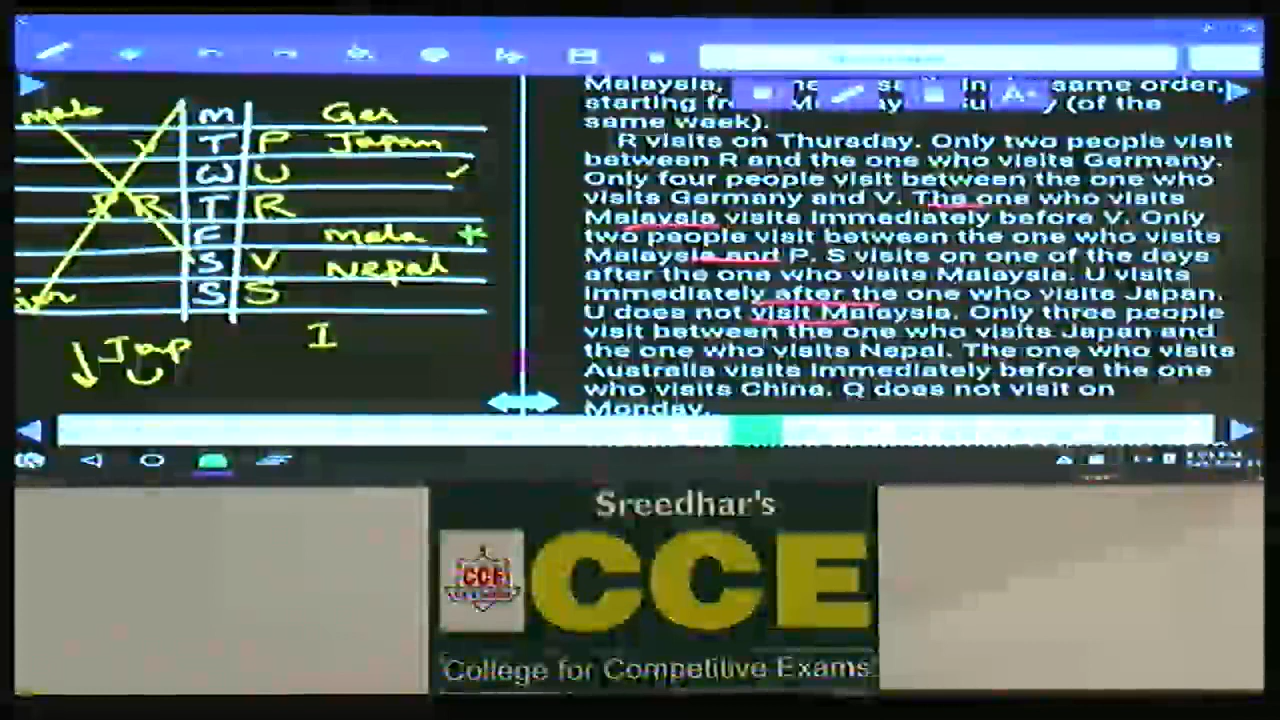 Mala
M Ger
T P Japan
W U ✓
T R
R
F Mala *
S V Nepal
S S
I
Jap
Malaysia, same order,
starting
same week).
R visits on Thursday. Only two people visit
between R and the one who visits Germany.
Only four people visit between the one who
visits Germany and V. The one who visits
Malaysia visits immediately before V. Only
two people visit between the one who visits
Malaysia and P. S visits on one of the days
after the one who visits Malaysia. U visits
immediately after the one who visits Japan.
U does not visit Malaysia. Only three people
visit between the one who visits Japan and
the one who visits Nepal. The one who visits
Australia visits immediately before the one
who visits China. Q does not visit on
Monday.
Sreedhar's
CCE
CCE
College for Competitive Exams